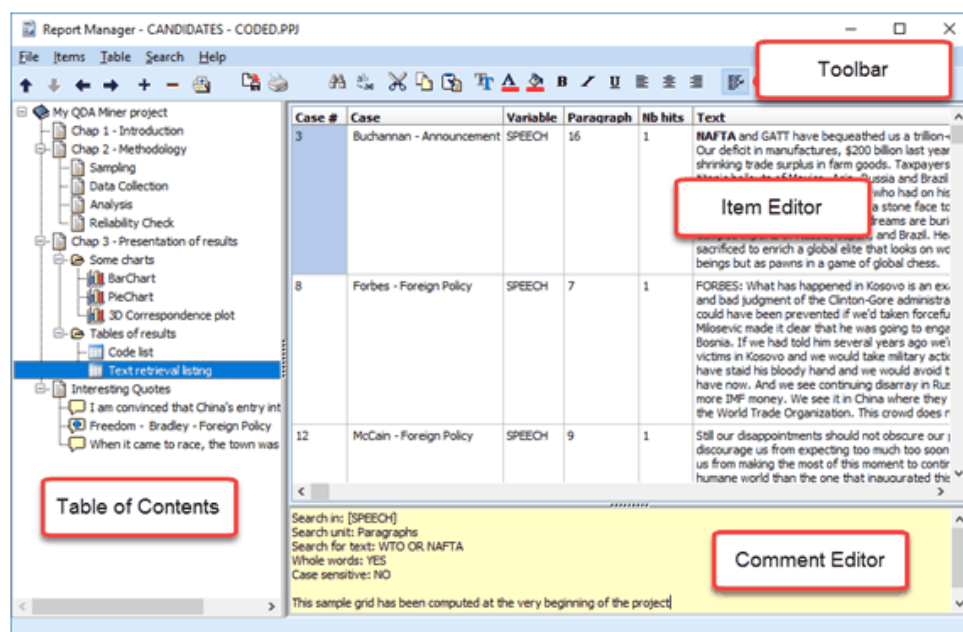 Report Manager - CANDIDATES - CODED.PPJ
File Items Table Search Help
Toolbar
My QDA Miner project
Chap 1 - Introduction
Chap 2 - Methodology
Sampling
Data Collection
Analysis
Reliability Check
Chap 3 - Presentation of results
Some charts
BarChart
PieChart
3D Correspondence plot
Tables of results
Code list
Text retrieval listing
Interesting Quotes
I am convinced that China's entry int
Freedom - Bradley - Foreign Policy
When it came to race, the town was
Table of Contents
Case # Case Variable Paragraph Nb hits Text
3 Buchannan - Announcement SPEECH 16 1
NAFTA and GATT have bequeathed us a trillion-
Our deficit in manufactures, $200 billion last year
shrinking trade surplus in farm goods. Taxpayers
Russia and Brazil
who had on his
a stone face to
dreams are buri
and Brazil. He
sacrificed to enrich a global elite that looks on wo
beings but as pawns in a game of global chess.
Item Editor
8 Forbes - Foreign Policy SPEECH 7 1
FORBES: What has happened in Kosovo is an ex
and bad judgment of the Clinton-Gore administra
could have been prevented if we'd taken forcefu
Milosevic made it clear that he was going to enga
Bosnia. If we had told him several years ago we'
victims in Kosovo and we would take military actio
have staid his bloody hand and we would avoid t
have now. And we see continuing disarray in Rus
more IMF money. We see it in China where they
the World Trade Organization. This crowd does r
12 McCain - Foreign Policy SPEECH 9 1
Still our disappointments should not obscure our
discourage us from expecting too much too soon
us from making the most of this moment to contir
humane world than the one that inaugurated this
Search in: [SPEECH]
Search unit: Paragraphs
Search for text: WTO OR NAFTA
Whole words: YES
Case sensitive: NO
This sample grid has been computed at the very beginning of the project
Comment Editor